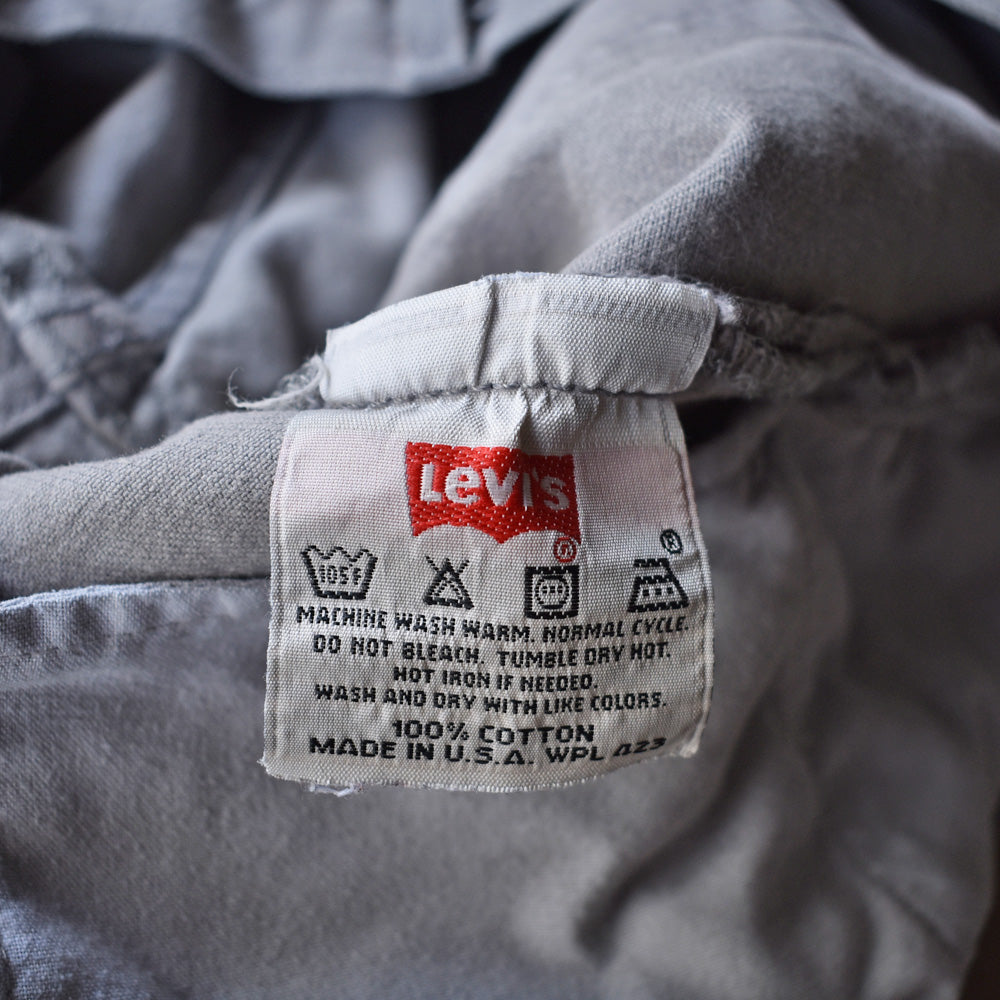 Levi's
®
®
105F
MACHINE WASH WARM. NORMAL CYCLE.
DO NOT BLEACH. TUMBLE DRY HOT.
HOT IRON IF NEEDED.
WASH AND DRY WITH LIKE COLORS.
100% COTTON
MADE IN U.S.A. WPL 423